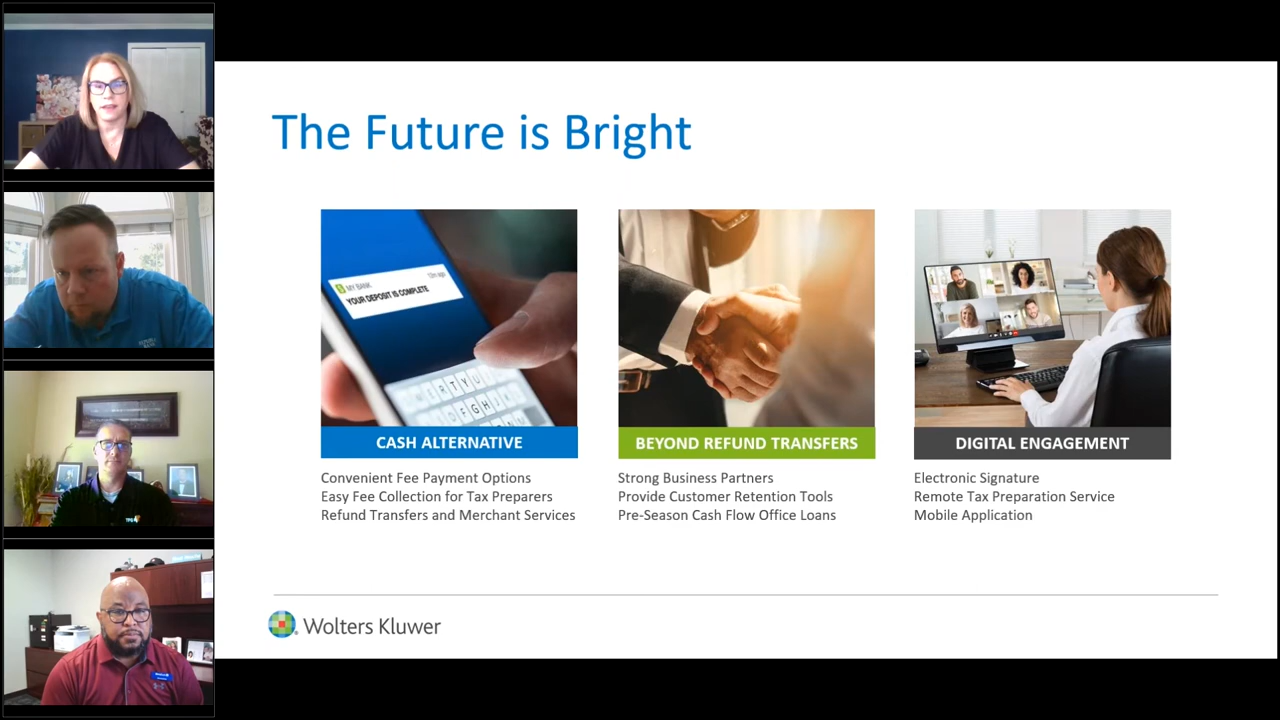 The Future is Bright
MY BANK
YOUR DEPOSIT IS COMPLETE
CASH ALTERNATIVE
Convenient Fee Payment Options
Easy Fee Collection for Tax Preparers
Refund Transfers and Merchant Services
BEYOND REFUND TRANSFERS
Strong Business Partners
Provide Customer Retention Tools
Pre-Season Cash Flow Office Loans
DIGITAL ENGAGEMENT
Electronic Signature
Remote Tax Preparation Service
Mobile Application
Wolters Kluwer